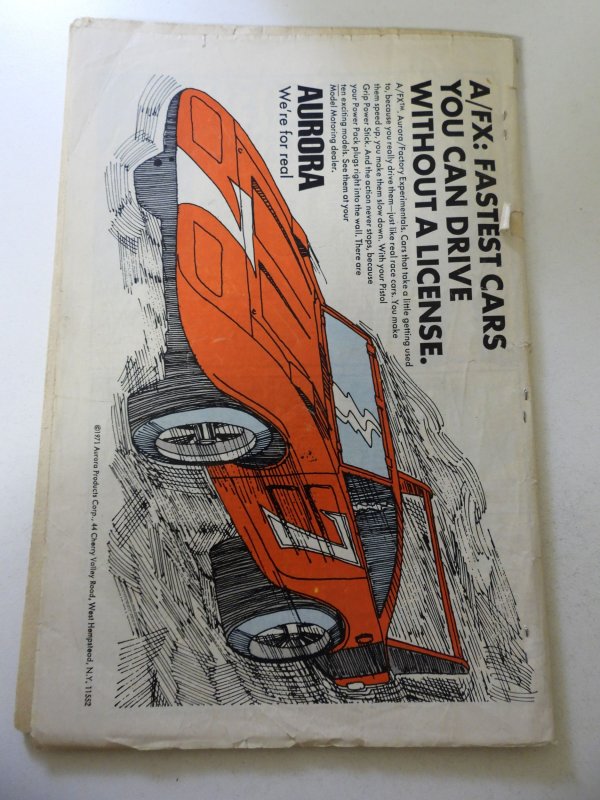 A/FX: FASTEST CARS
YOU CAN DRIVE
WITHOUT A LICENSE.
A/FX™. Aurora/Factory Experimentals. Cars that take a little getting used
to, because you really drive them—just like real race cars. You make
them speed up, you make them slow down. With your Pistol
Grip Power Stick. And the action never stops, because
your Power Pack plugs right into the wall. There are
ten exciting models. See them at your
Model Motoring dealer.
AURORA
We're for real
7
7
©1971 Aurora Products Corp., 44 Cherry Valley Road, West Hempstead, N.Y. 11552